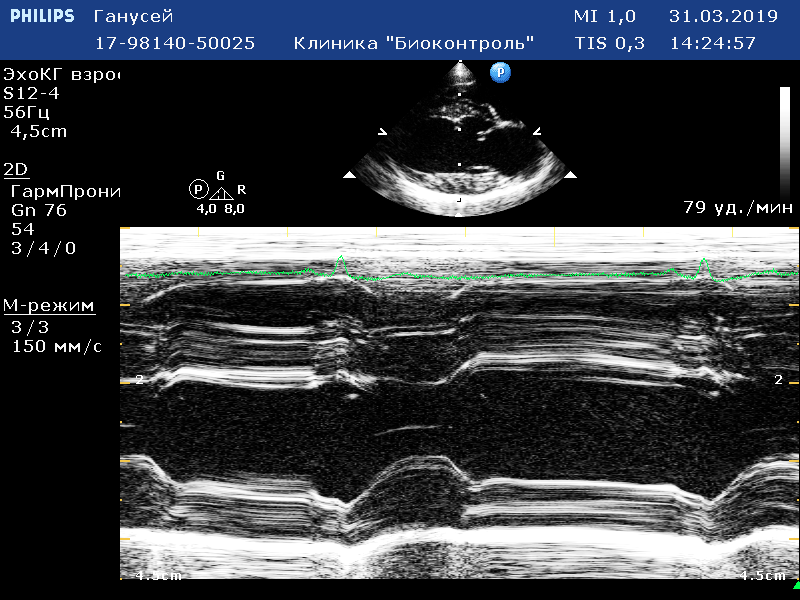 PHILIPS Ганусей MI 1,0 31.03.2019
17-98140-50025 Клиника "Биоконтроль" TIS 0,3 14:24:57
ЭхоКГ взро
S12-4
56Гц
4,5cm
2D
ГармПрони
Gn 76
54
3/4/0
P
G
P R
4,0 8,0
79 уд./мин
М-режим
3/3
150 мм/с
2 2
4.5cm 4.5cm